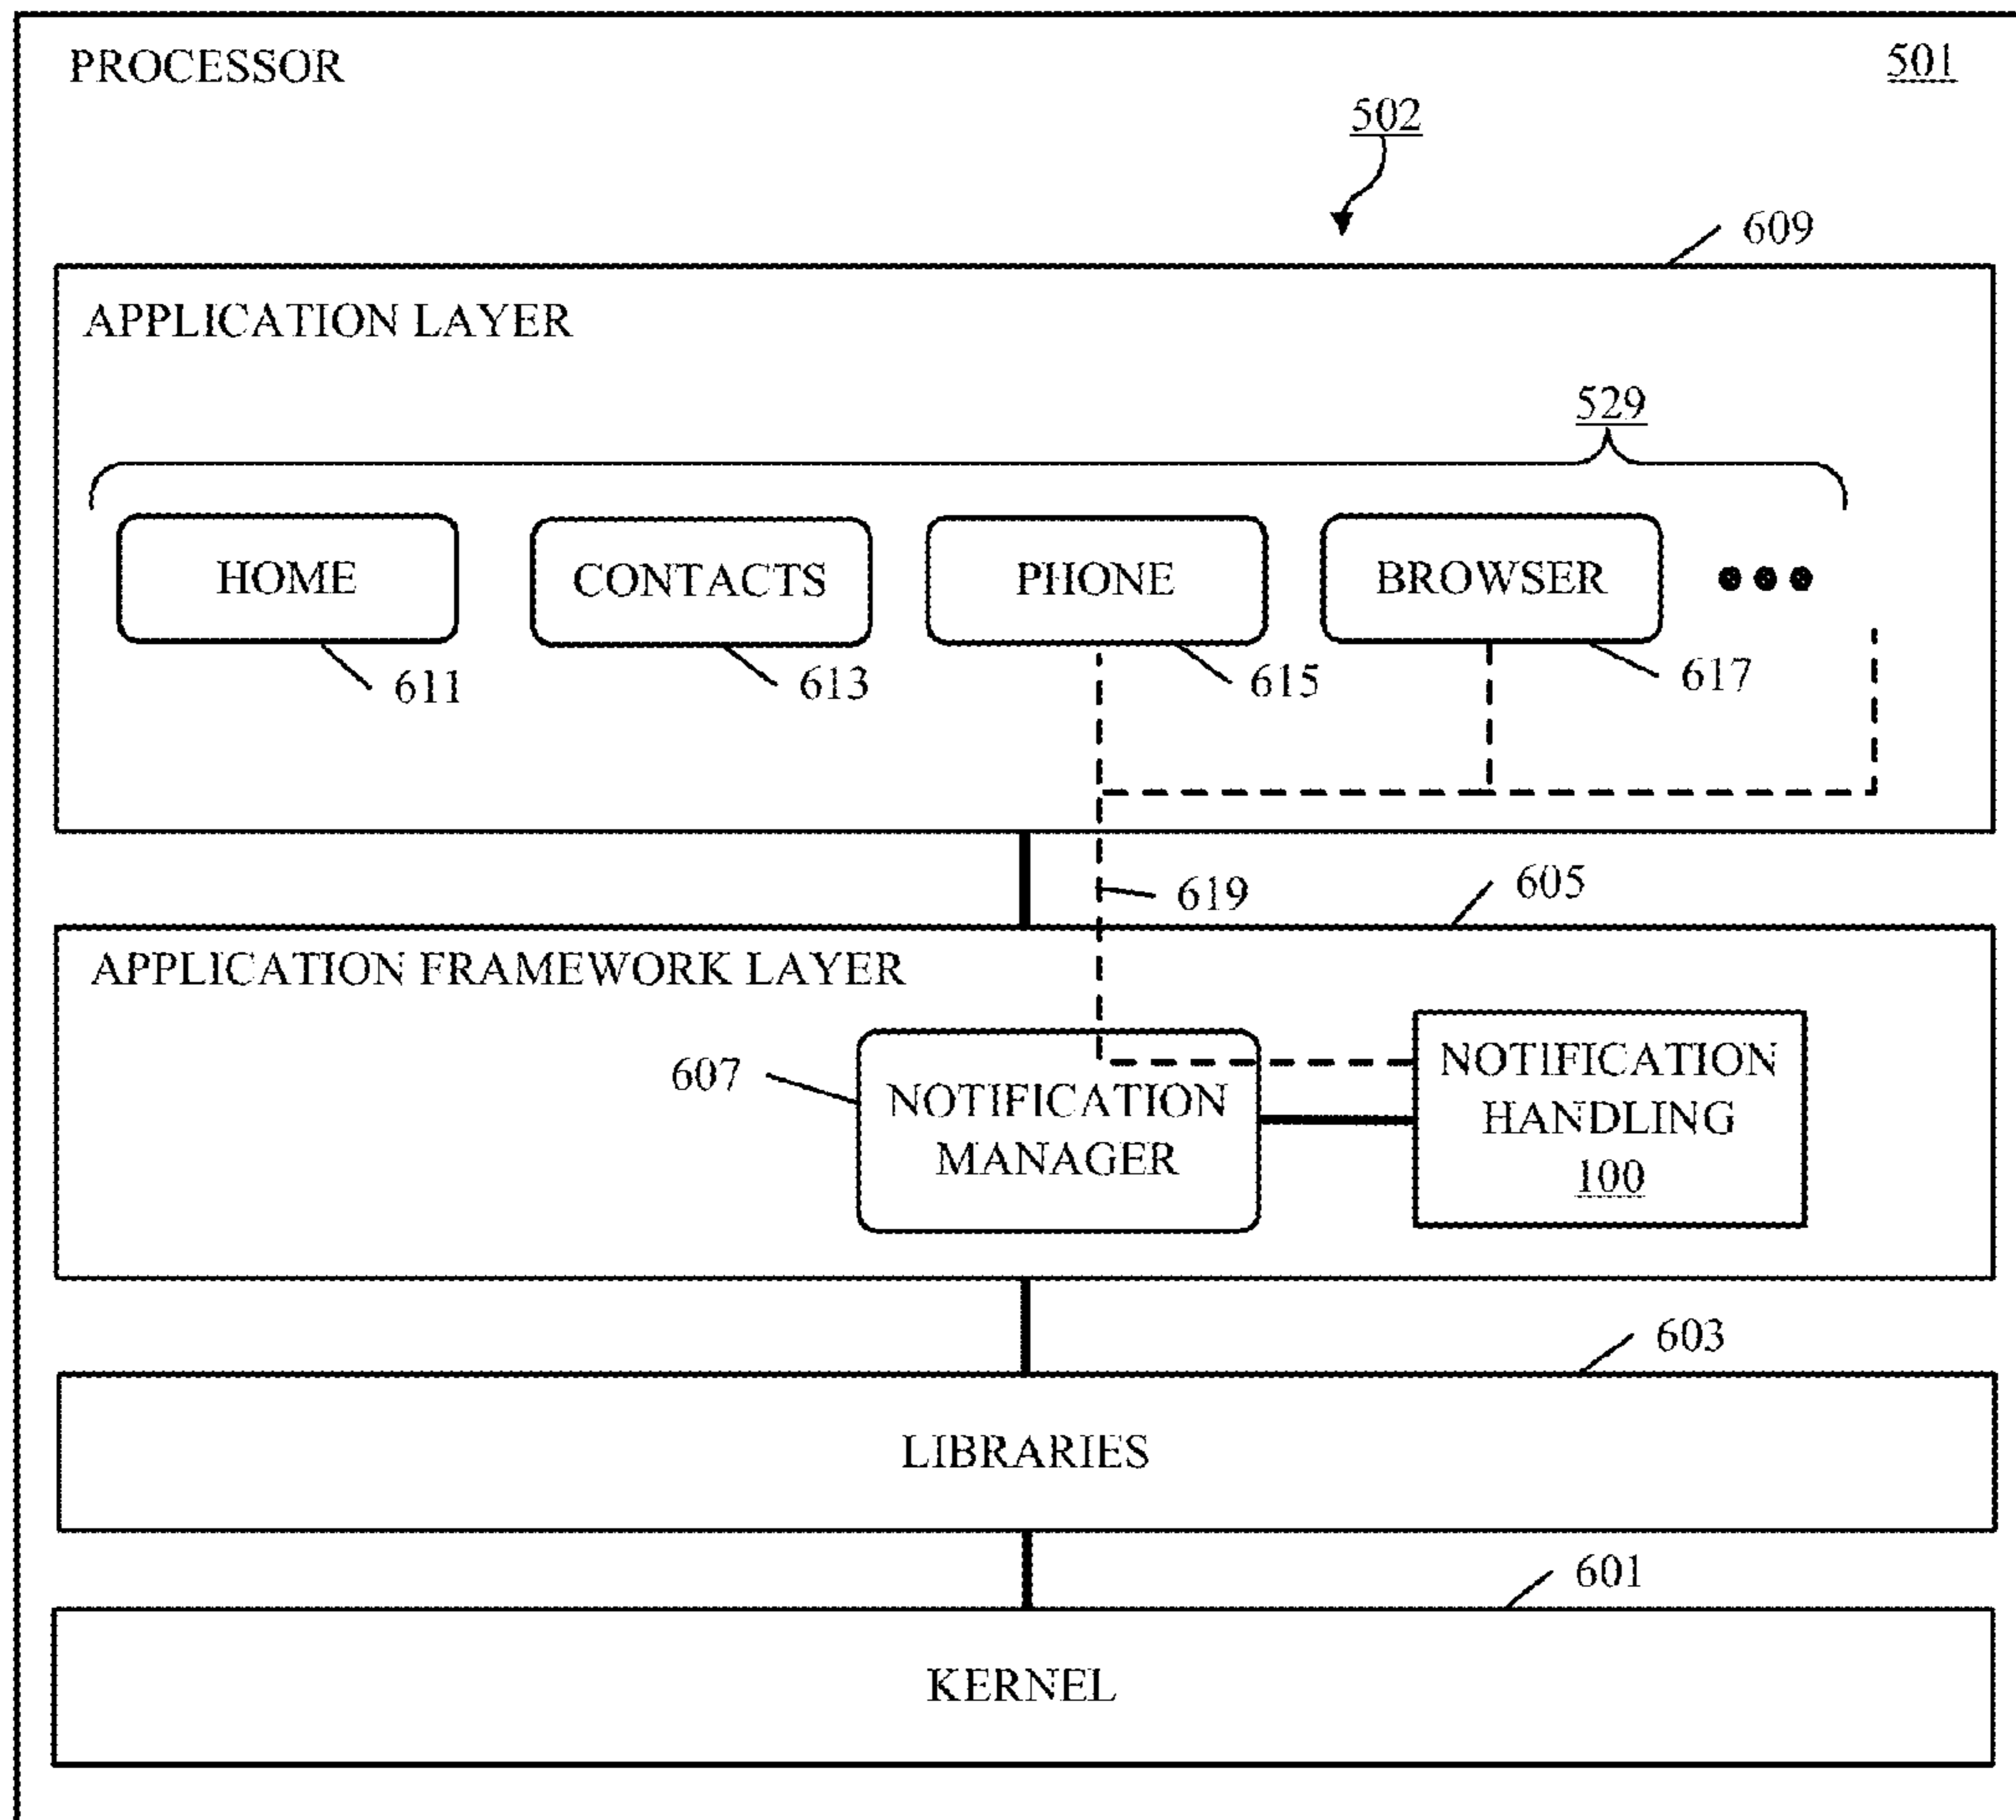 PROCESSOR
501
502
609
APPLICATION LAYER
529
HOME
CONTACTS
PHONE
BROWSER
611
613
615
617
619
605
APPLICATION FRAMEWORK LAYER
607
NOTIFICATION
MANAGER
NOTIFICATION
HANDLING
100
603
LIBRARIES
601
KERNEL